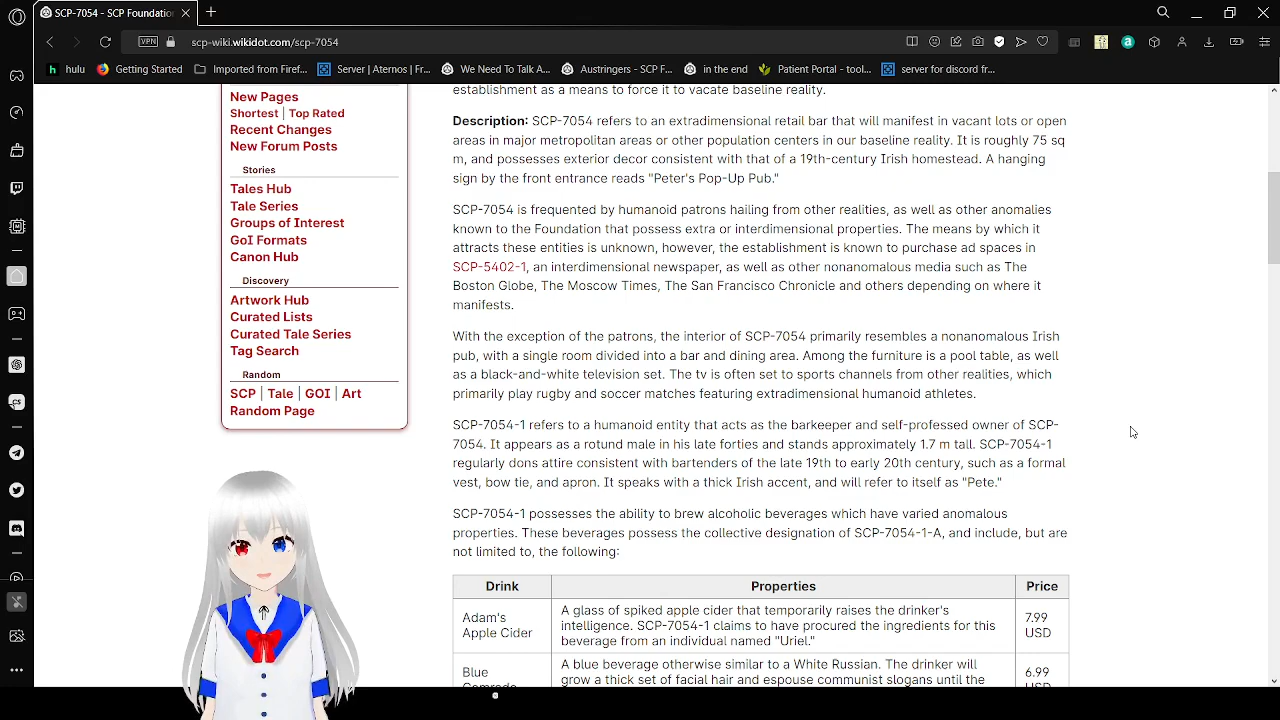 SCP-7054 - SCP Foundation
VPN
scp-wiki.wikidot.com/scp-7054
hulu
Getting Started
Imported from Firef...
Server | Aternos | Fr...
We Need To Talk A...
Austringers - SCP F...
in the end
Patient Portal - tool...
server for discord fr...
New Pages
Shortest | Top Rated
Recent Changes
New Forum Posts
Stories
Tales Hub
Tale Series
Groups of Interest
GoI Formats
Canon Hub
Discovery
Artwork Hub
Curated Lists
Curated Tale Series
Tag Search
Random
SCP | Tale | GOI | Art
Random Page
establishment as a means to force it to vacate baseline reality.
Description: SCP-7054 refers to an extradimensional retail bar that will manifest in vacant lots or open
areas in major metropolitan areas or other population centers in our baseline reality. It is roughly 75 sq
m, and possesses exterior decor consistent with that of a 19th-century Irish homestead. A hanging
sign by the front entrance reads "Peter's Pop-Up Pub."
SCP-7054 is frequented by humanoid patrons hailing from other realities, as well as other anomalies
known to the Foundation that possess extra or interdimensional properties. The means by which it
attracts these entities is unknown, however, the establishment is known to purchase ad spaces in
SCP-5402-1, an interdimensional newspaper, as well as other nonanomalous media such as The
Boston Globe, The Moscow Times, The San Francisco Chronicle and others depending on where it
manifests.
With the exception of the patrons, the interior of SCP-7054 primarily resembles a nonanomalous Irish
pub, with a single room divided into a bar and dining area. Among the furniture is a pool table, as well
as a black-and-white television set. The tv is often set to sports channels from other realities, which
primarily play rugby and soccer matches featuring extradimensional humanoid athletes.
SCP-7054-1 refers to a humanoid entity that acts as the barkeeper and self-professed owner of SCP-
7054. It appears as a rotund male in his late forties and stands approximately 1.7 m tall. SCP-7054-1
regularly dons attire consistent with bartenders of the late 19th to early 20th century, such as a formal
vest, bow tie, and apron. It speaks with a thick Irish accent, and will refer to itself as "Pete."
SCP-7054-1 possesses the ability to brew alcoholic beverages which have varied anomalous
properties. These beverages possess the collective designation of SCP-7054-1-A, and include, but are
not limited to, the following:
Drink Properties Price
Adam's
Apple Cider
A glass of spiked apple cider that temporarily raises the drinker's
intelligence. SCP-7054-1 claims to have procured the ingredients for this
beverage from an individual named "Uriel."
7.99
USD
Blue
A blue beverage otherwise similar to a White Russian. The drinker will
grow a thick set of facial hair and espouse communist slogans until the
6.99